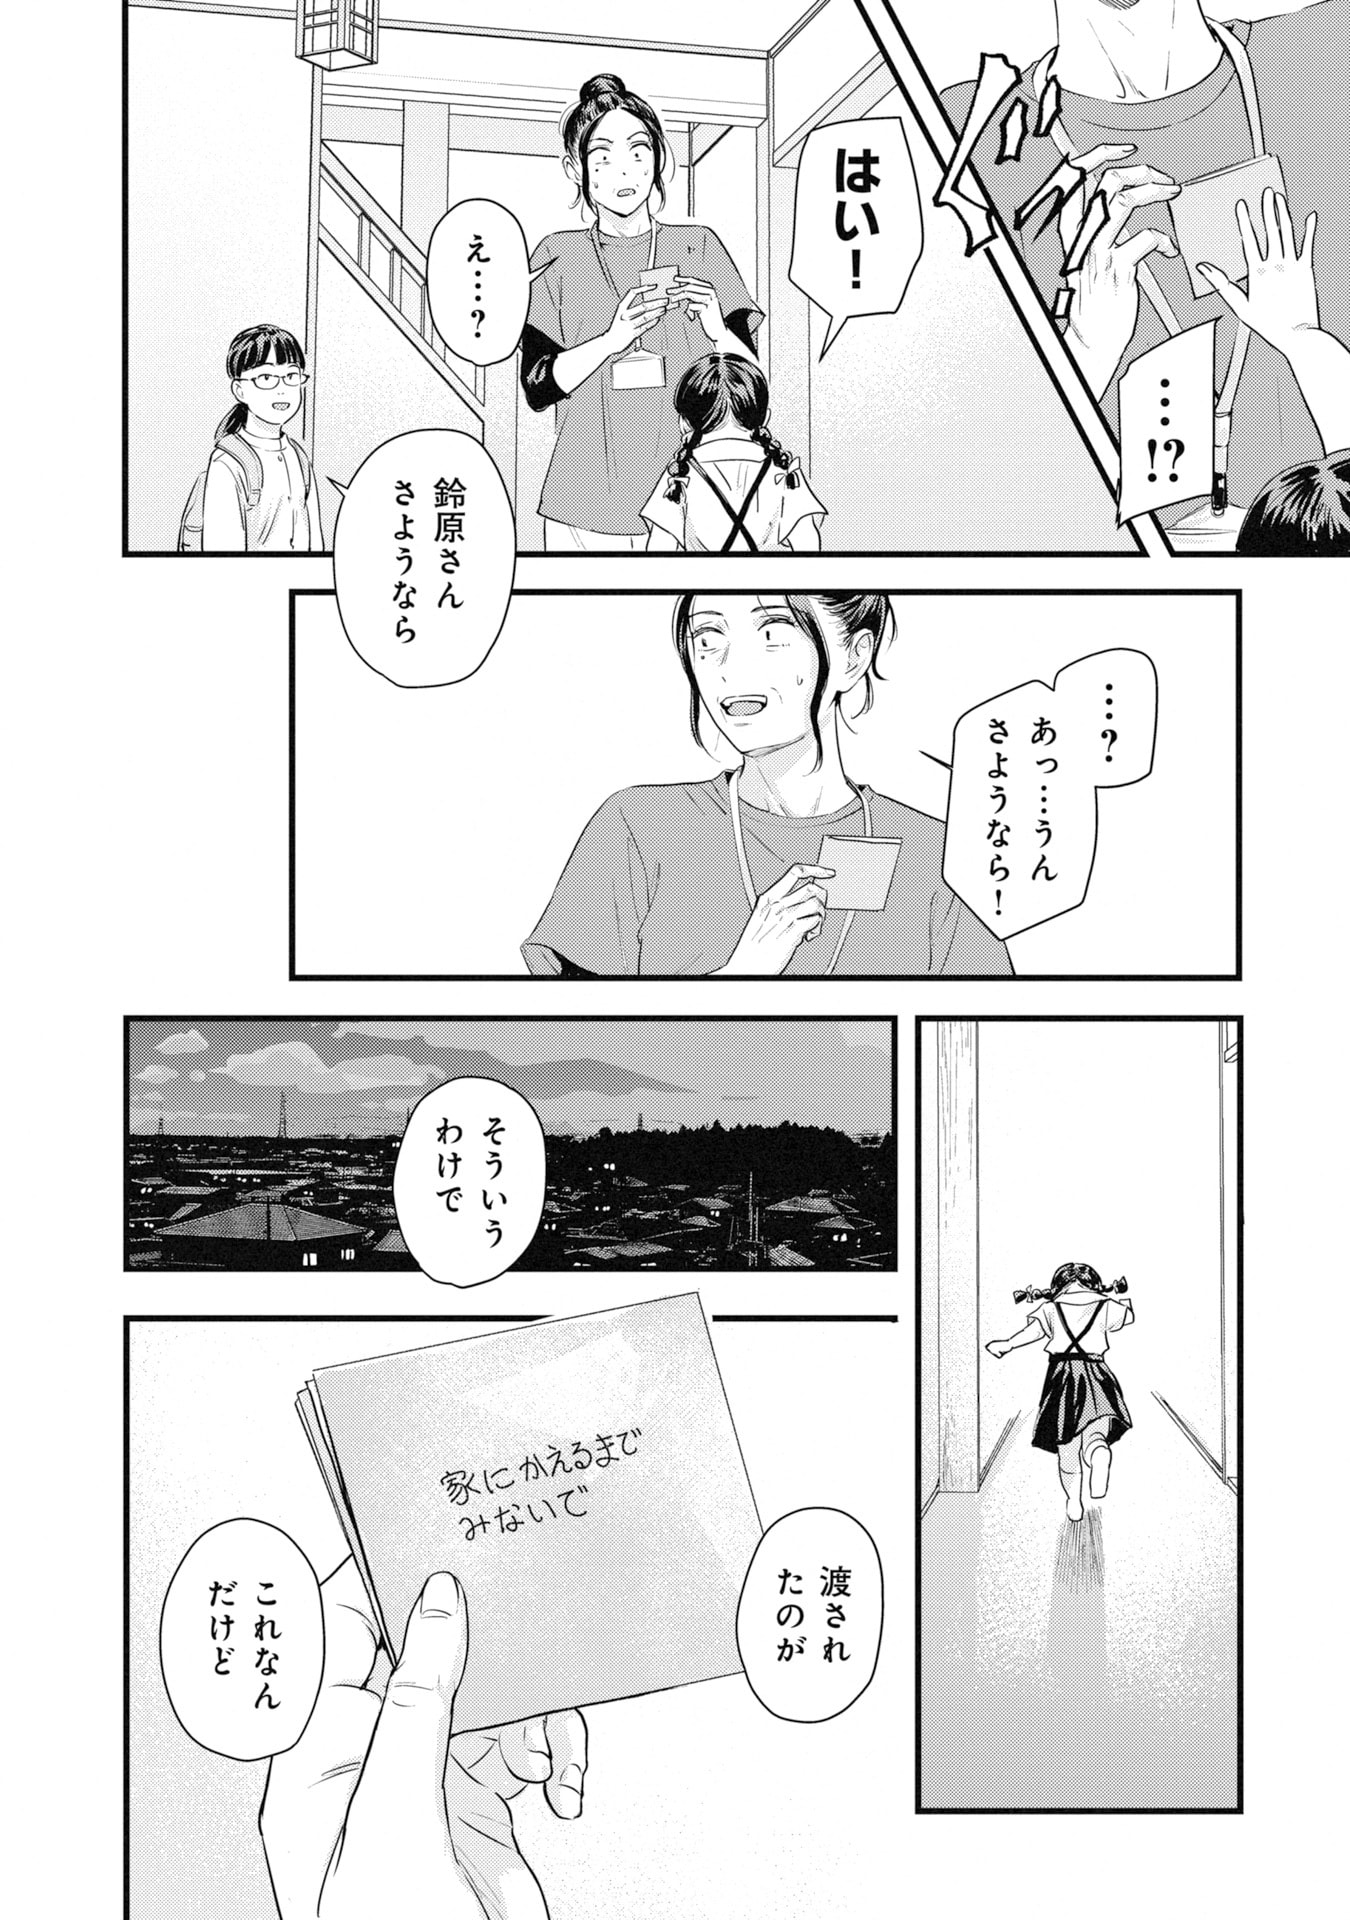 グッ
…!?
はい!
え…?
鈴原さん
さようなら
…?
あっ…うん
さようなら!
そういう
わけで
家にかえるまで
みないで
渡され
たのが
これなん
だけど